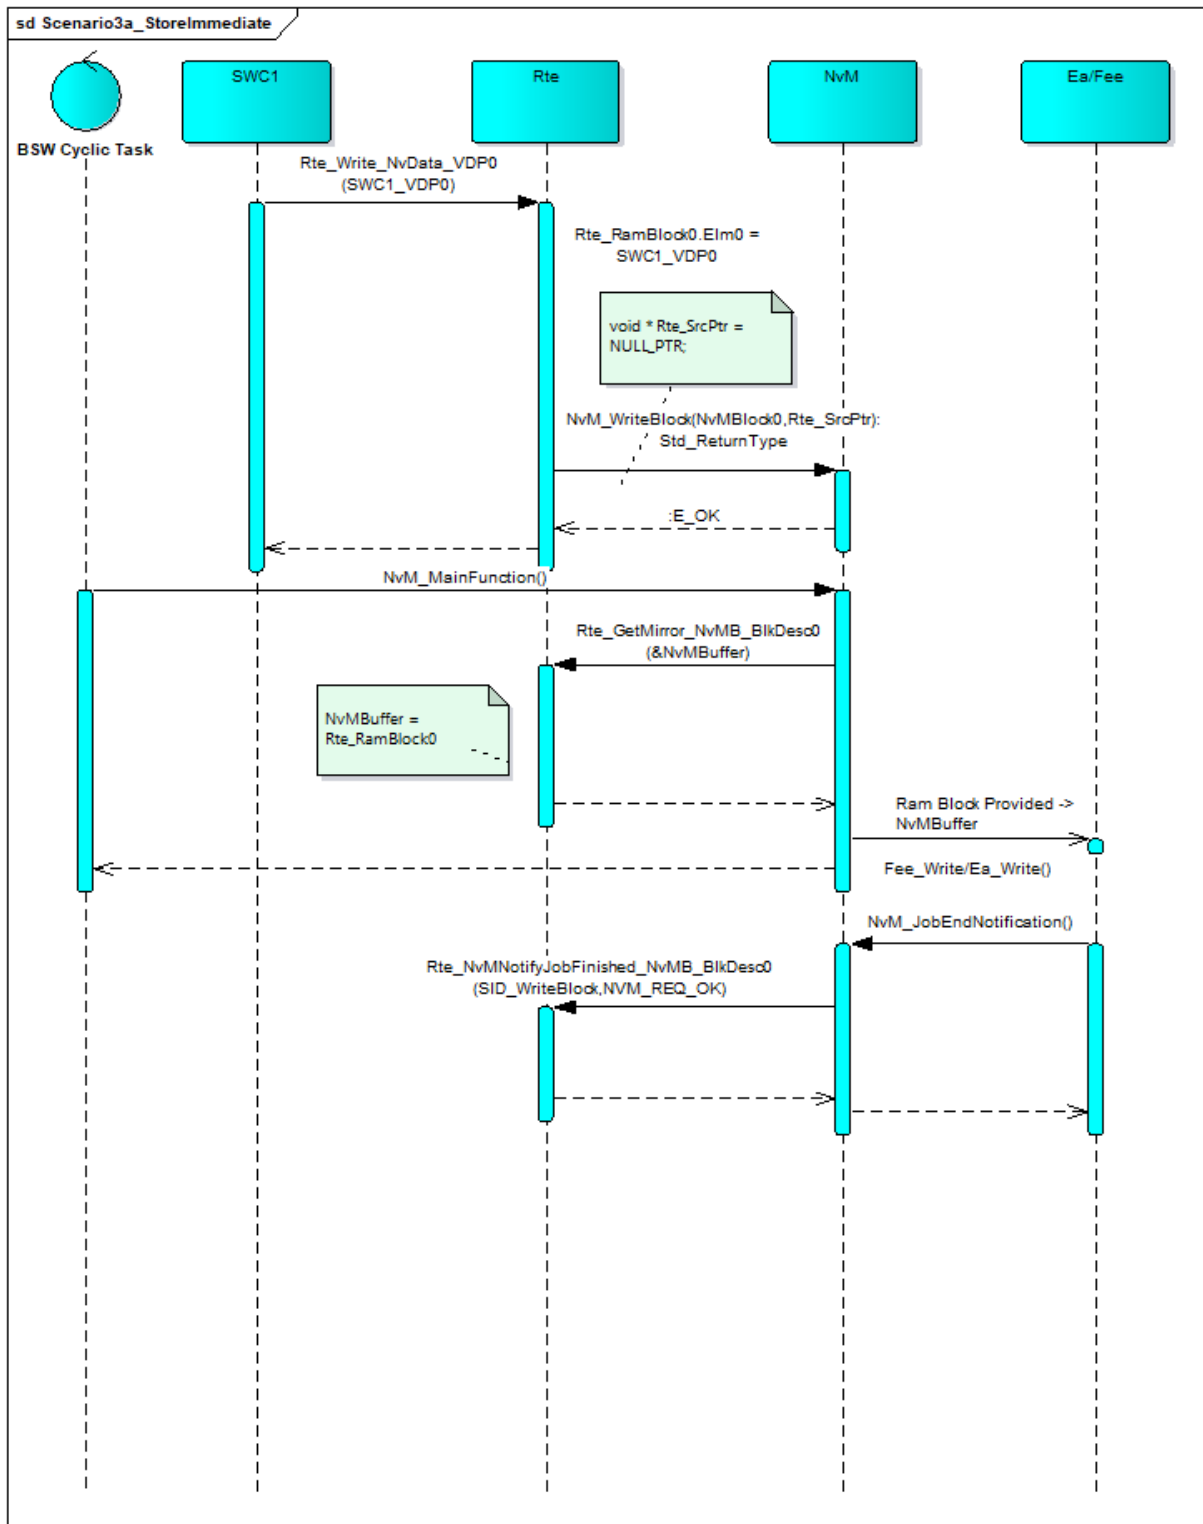 sd Scenario3a_StoreImmediate
BSW Cyclic Task
SWC1
Rte
NvM
Ea/Fee
Rte_Write_NvData_VDP0
(SWC1_VDP0)
Rte_RamBlock0.Elm0 =
SWC1_VDP0
void * Rte_SrcPtr =
NULL_PTR;
NvM_WriteBlock(NvMBlock0,Rte_SrcPtr):
Std_ReturnType
:E_OK
NvM_MainFunction()
Rte_GetMirror_NvMB_BlkDesc0
(&NvMBuffer)
NvMBuffer =
Rte_RamBlock0
Ram Block Provided ->
NvMBuffer
Fee_Write/Ea_Write()
NvM_JobEndNotification()
Rte_NvMNotifyJobFinished_NvMB_BlkDesc0
(SID_WriteBlock,NVM_REQ_OK)